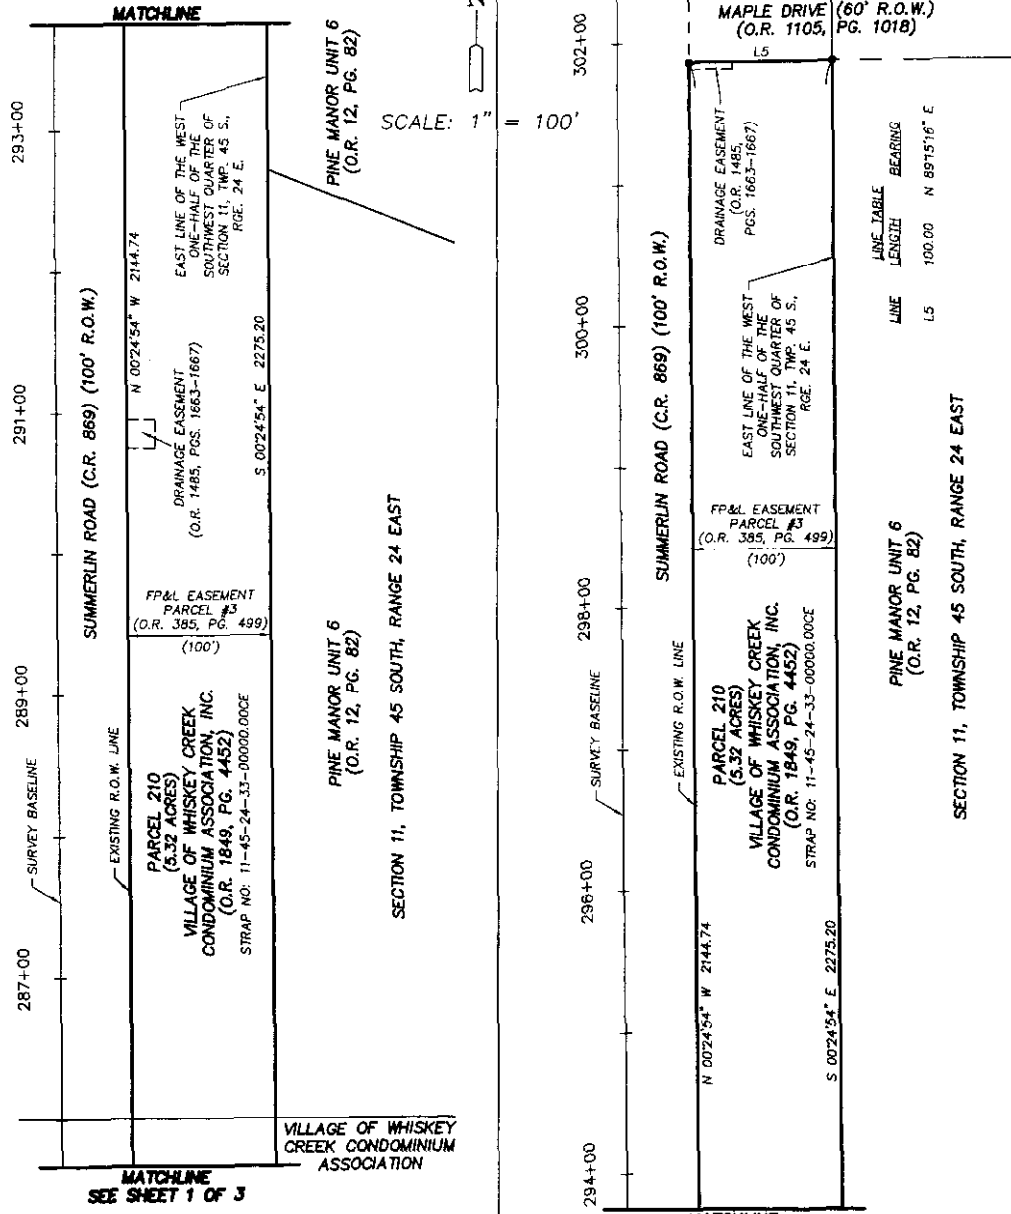 MATCHLINE
293+00
291+00
289+00
287+00
SUMMERLIN ROAD (C.R. 869) (100' R.O.W.)
SURVEY BASELINE
EXISTING R.O.W. LINE
N 00°24'54" W 2144.74
EAST LINE OF THE WEST
ONE-HALF OF THE
SOUTHWEST QUARTER OF
SECTION 11, TWP. 45 S.,
RGE. 24 E.
DRAINAGE EASEMENT
(O.R. 1485, PGS. 1663-1667)
S 00°24'54" E 2275.20
FP&L EASEMENT
PARCEL #3
(O.R. 385, PG. 499)
(100')
PARCEL 210
(5.32 ACRES)
VILLAGE OF WHISKEY CREEK
CONDOMINIUM ASSOCIATION, INC.
(O.R. 1849, PG. 4452)
STRAP NO: 11-45-24-33-00000.00CE
PINE MANOR UNIT 6
(O.R. 12, PG. 82)
PINE MANOR UNIT 6
(O.R. 12, PG. 82)
SECTION 11, TOWNSHIP 45 SOUTH, RANGE 24 EAST
VILLAGE OF WHISKEY
CREEK CONDOMINIUM
ASSOCIATION
MATCHLINE
SEE SHEET 1 OF 3
N
SCALE: 1" = 100'
MAPLE DRIVE (60' R.O.W.)
(O.R. 1105, PG. 1018)
L5
302+00
300+00
298+00
296+00
294+00
SUMMERLIN ROAD (C.R. 869) (100' R.O.W.)
SURVEY BASELINE
EXISTING R.O.W. LINE
DRAINAGE EASEMENT
(O.R. 1485,
PGS. 1663-1667)
EAST LINE OF THE WEST
ONE-HALF OF THE
SOUTHWEST QUARTER OF
SECTION 11, TWP. 45 S.,
RGE. 24 E.
FP&L EASEMENT
PARCEL #3
(O.R. 385, PG. 499)
(100')
PARCEL 210
(5.32 ACRES)
VILLAGE OF WHISKEY CREEK
CONDOMINIUM ASSOCIATION, INC.
(O.R. 1849, PG. 4452)
STRAP NO: 11-45-24-33-00000.00CE
N 00°24'54" W 2144.74
S 00°24'54" E 2275.20
LINE TABLE
LINE LENGTH BEARING
L5 100.00 N 89°15'16" E
PINE MANOR UNIT 6
(O.R. 12, PG. 82)
SECTION 11, TOWNSHIP 45 SOUTH, RANGE 24 EAST